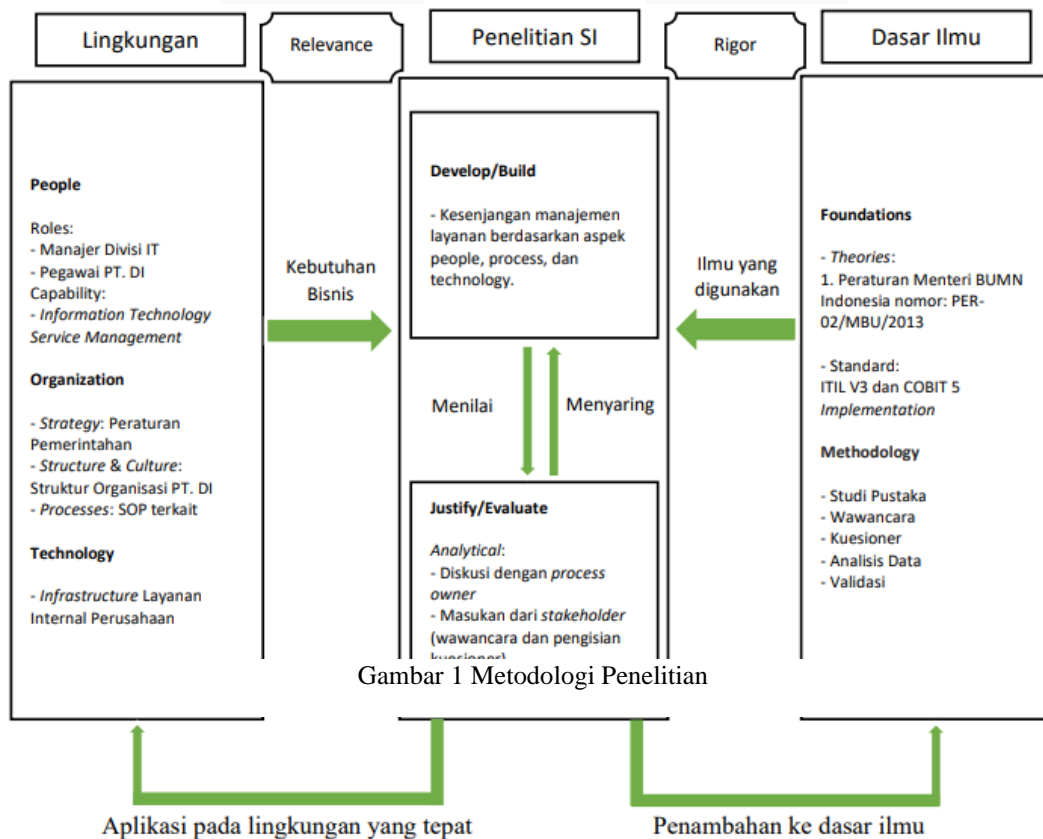 Lingkungan
Relevance
Penelitian SI
Rigor
Dasar Ilmu
People
Roles:
- Manajer Divisi IT
- Pegawai PT. DI
Capability:
- Information Technology
Service Management
Organization
- Strategy: Peraturan
Pemerintahan
- Structure & Culture:
Struktur Organisasi PT. DI
- Processes: SOP terkait
Technology
- Infrastructure Layanan
Internal Perusahaan
Kebutuhan
Bisnis
Develop/Build
- Kesenjangan manajemen
layanan berdasarkan aspek
people, process, dan
technology.
Menilai
Menyaring
Justify/Evaluate
Analytical:
- Diskusi dengan process
owner
- Masukan dari stakeholder
(wawancara dan pengisian
kuesioner)
Ilmu yang
digunakan
Foundations
- Theories:
1. Peraturan Menteri BUMN
Indonesia nomor: PER-
02/MBU/2013
- Standard:
ITIL V3 dan COBIT 5
Implementation
Methodology
- Studi Pustaka
- Wawancara
- Kuesioner
- Analisis Data
- Validasi
Gambar 1 Metodologi Penelitian
Aplikasi pada lingkungan yang tepat
Penambahan ke dasar ilmu